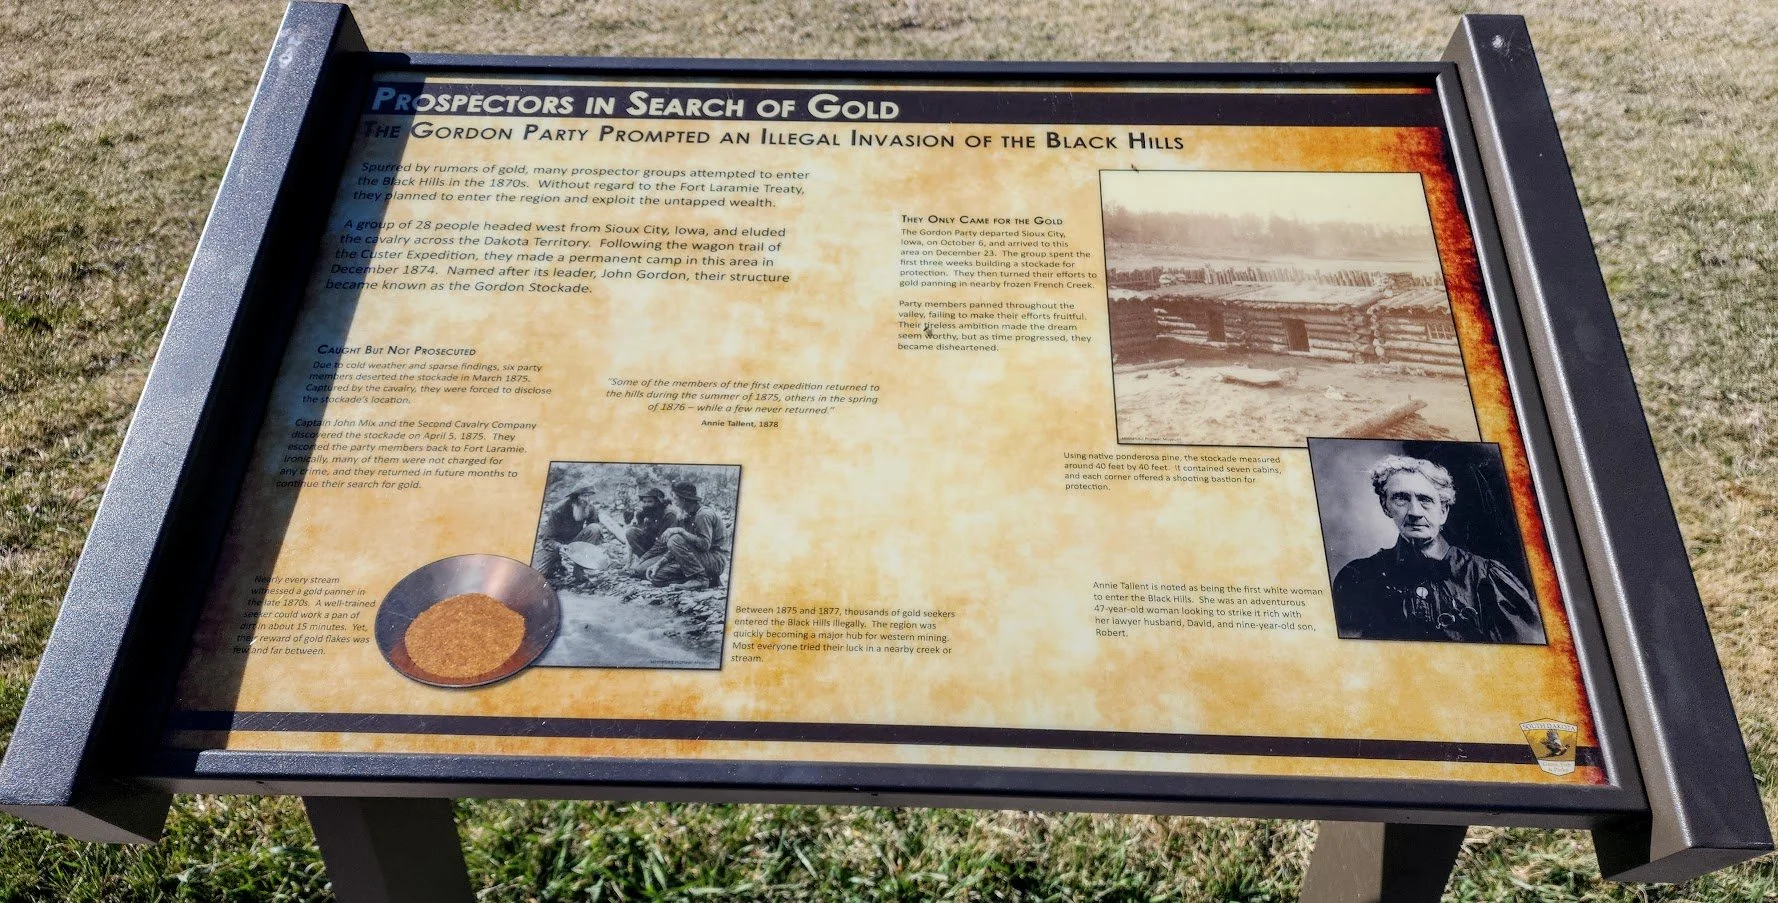 PROSPECTORS IN SEARCH OF GOLD
THE GORDON PARTY PROMPTED AN ILLEGAL INVASION OF THE BLACK HILLS
Spurred by rumors of gold, many prospector groups attempted to enter
the Black Hills in the 1870s. Without regard to the Fort Laramie Treaty,
they planned to enter the region and exploit the untapped wealth.
A group of 28 people headed west from Sioux City, Iowa, and eluded
the cavalry across the Dakota Territory. Following the wagon trail of
the Custer Expedition, they made a permanent camp in this area in
December 1874. Named after its leader, John Gordon, their structure
became known as the Gordon Stockade.
CAUGHT BUT NOT PROSECUTED
Due to cold weather and sparse findings, six party
members deserted the stockade in March 1875.
Captured by the cavalry, they were forced to disclose
the stockade's location.
Captain John Mix and the Second Cavalry Company
discovered the stockade on April 5, 1875. They
escorted the party members back to Fort Laramie.
Ironically, many of them were not charged for
any crime, and they returned in future months to
continue their search for gold.
"Some of the members of the first expedition returned to
the hills during the summer of 1875, others in the spring
of 1876 – while a few never returned."
Annie Tallent, 1878
Nearly every stream
witnessed a gold panner in
the late 1870s. A well-trained
seeker could work a pan of
dirt in about 15 minutes. Yet,
their reward of gold flakes was
few and far between.
Between 1875 and 1877, thousands of gold seekers
entered the Black Hills illegally. The region was
quickly becoming a major hub for western mining.
Most everyone tried their luck in a nearby creek or
stream.
THEY ONLY CAME FOR THE GOLD
The Gordon Party departed Sioux City,
Iowa, on October 6, and arrived to this
area on December 23. The group spent the
first three weeks building a stockade for
protection. They then turned their efforts to
gold panning in nearby frozen French Creek.
Party members panned throughout the
valley, failing to make their efforts fruitful.
Their tireless ambition made the dream
seem worthy, but as time progressed, they
became disheartened.
Using native ponderosa pine, the stockade measured
around 40 feet by 40 feet. It contained seven cabins,
and each corner offered a shooting bastion for
protection.
Annie Tallent is noted as being the first white woman
to enter the Black Hills. She was an adventurous
47-year-old woman looking to strike it rich with
her lawyer husband, David, and nine-year-old son,
Robert.
SOUTH DAKOTA